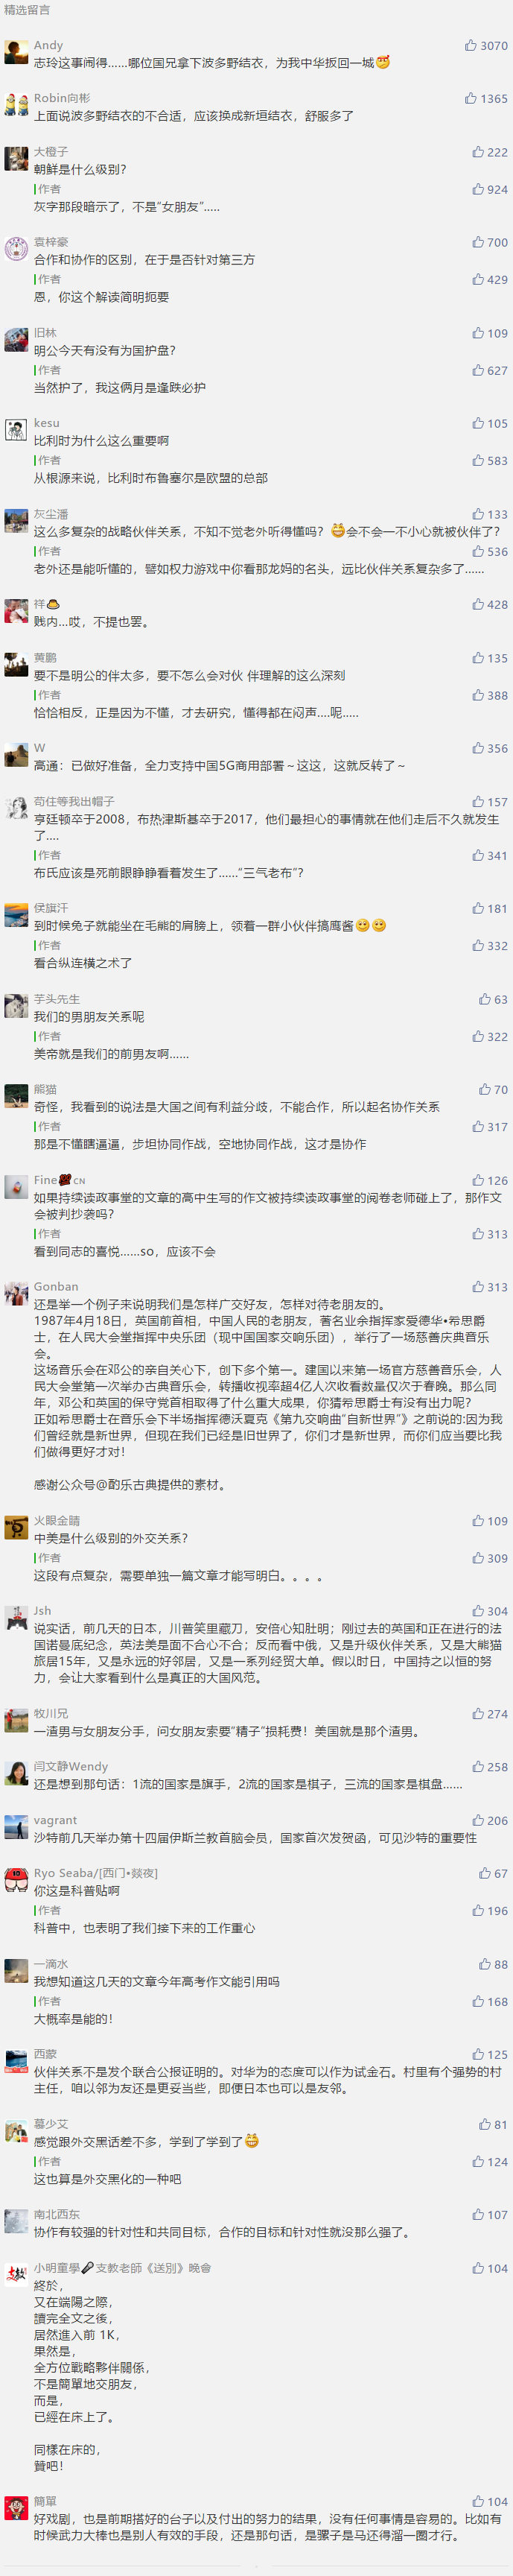 精选留言
Andy 3070
志玲这事闹得……哪位国兄拿下波多野结衣，为我中华扳回一城
Robin向彬 1365
上面说波多野结衣的不合适，应该换成新垣结衣，舒服多了
大橙子 222
朝鲜是什么级别？
作者 924
灰字那段暗示了，不是“女朋友”.....
袁梓豪 700
合作和协作的区别，在于是否针对第三方
作者 429
恩，你这个解读简明扼要
旧林 109
明公今天有没有为国护盘？
作者 627
当然护了，我这俩月是逢跌必护
kesu 105
比利时为什么这么重要啊
作者 583
从根源来说，比利时布鲁塞尔是欧盟的总部
灰尘潘 133
这么多复杂的战略伙伴关系，不知不觉老外听得懂吗？会不会一不小心就被伙伴了？
作者 536
老外还是能听懂的，譬如权力游戏中你看那龙妈的名头，远比伙伴关系复杂多了……
祥 428
贱内...哎，不提也罢。
黄鹏 135
要不是明公的伴太多，要不怎么会对伙 伴理解的这么深刻
作者 388
恰恰相反，正是因为不懂，才去研究，懂得都在闷声....呢.....
W 356
高通：已做好准备，全力支持中国5G商用部署～这这，这就反转了～
苟住等我出帽子 157
亨廷顿卒于2008，布热津斯基卒于2017，他们最担心的事情就在他们走后不久就发生
了....
作者 341
布氏应该是死前眼睁睁看着发生了……“三气老布”？
侯旗汗 181
到时候兔子就能坐在毛熊的肩膀上，领着一群小伙伴搞鹰酱
作者 332
看合纵连横之术了
芋头先生 63
我们的男朋友关系呢
作者 322
美帝就是我们的前男友啊……
熊猫 70
奇怪，我看到的说法是大国之间有利益分歧，不能合作，所以起名协作关系
作者 317
那是不懂瞎逼逼，步坦协同作战，空地协同作战，这才是协作
Fine CN 126
如果持续读政事堂的文章的高中生写的作文被持续读政事堂的阅卷老师碰上了，那作文
会被判抄袭吗？
作者 313
看到同志的喜悦……so，应该不会
Gonban 313
还是举一个例子来说明我们是怎样广交好友，怎样对待老朋友的。
1987年4月18日，英国前首相，中国人民的老朋友，著名业余指挥家爱德华•希思爵
士，在人民大会堂指挥中央乐团（现中国国家交响乐团），举行了一场慈善庆典音乐
会。
这场音乐会在邓公的亲自关心下，创下多个第一。建国以来第一场官方慈善音乐会，人
民大会堂第一次举办古典音乐会，转播收视率超4亿人次收看数量仅次于春晚。那么同
年，邓公和英国的保守党首相取得了什么重大成果，你猜希思爵士有没有出力呢？
正如希思爵士在音乐会下半场指挥德沃夏克《第九交响曲“自新世界”》之前说的:因为我
们曾经就是新世界，但现在我们已经是旧世界了，你们才是新世界，而你们应当要比我
们做得更好才对！
感谢公众号@酌乐古典提供的素材。
火眼金睛 109
中美是什么级别的外交关系？
作者 309
这段有点复杂，需要单独一篇文章才能写明白。。。。
Jsh 304
说实话，前几天的日本，川普笑里藏刀，安倍心知肚明；刚过去的英国和正在进行的法
国诺曼底纪念，英法美是面不合心不合；反而看中俄，又是升级伙伴关系，又是大熊猫
旅居15年，又是永远的好邻居，又是一系列经贸大单。假以时日，中国持之以恒的努
力，会让大家看到什么是真正的大国风范。
牧川兄 274
一渣男与女朋友分手，问女朋友索要“精子”损耗费！美国就是那个渣男。
闫文静Wendy 258
还是想到那句话：1流的国家是旗手，2流的国家是棋子，三流的国家是棋盘……
vagrant 206
沙特前几天举办第十四届伊斯兰教首脑会员，国家首次发贺函，可见沙特的重要性
Ryo Seaba/[西门•燚夜] 67
你这是科普贴啊
作者 196
科普中，也表明了我们接下来的工作重心
一滴水 88
我想知道这几天的文章今年高考作文能引用吗
作者 168
大概率是能的！
西蒙 125
伙伴关系不是发个联合公报证明的。对华为的态度可以作为试金石。村里有个强势的村
主任，咱以邻为友还是更妥当些，即便日本也可以是友邻。
慕少艾 81
感觉跟外交黑话差不多，学到了学到了
作者 124
这也算是外交黑化的一种吧
南北西东 107
协作有较强的针对性和共同目标，合作的目标和针对性就没那么强了。
小明童學 支教老師《送別》晚會 104
終於，
又在端陽之際，
讀完全文之後，
居然進入前 1K，
果然是，
全方位戰略夥伴關係，
不是簡單地交朋友，
而是，
已經在床上了。
同樣在床的，
贊吧！
簡單 104
好戏剧，也是前期搭好的台子以及付出的努力的结果，没有任何事情是容易的。比如有
时候武力大棒也是别人有效的手段，还是那句话，是骡子是马还得溜一圈才行。